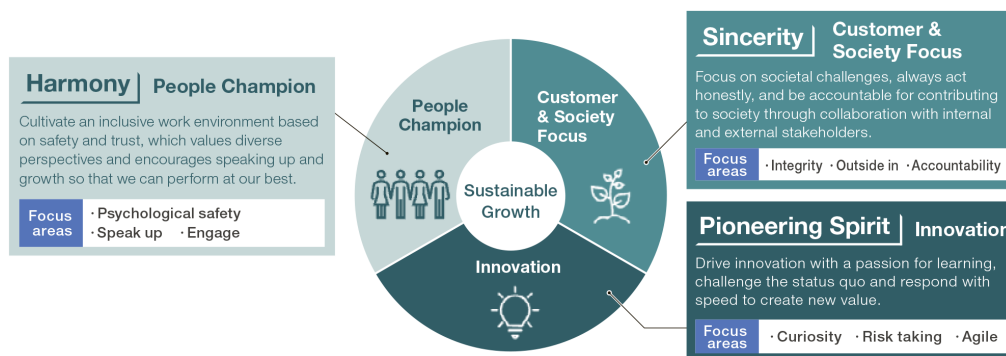 Harmony
People Champion
Cultivate an inclusive work environment based
on safety and trust, which values diverse
perspectives and encourages speaking up and
growth so that we can perform at our best.
Focus
areas
· Psychological safety
· Speak up · Engage
People
Champion
Customer
& Society
Focus
Sustainable
Growth
Innovation
Sincerity
Customer &
Society Focus
Focus on societal challenges, always act
honestly, and be accountable for contributing
to society through collaboration with internal
and external stakeholders.
Focus
areas
· Integrity · Outside in · Accountability
Pioneering Spirit
Innovation
Drive innovation with a passion for learning,
challenge the status quo and respond with
speed to create new value.
Focus
areas
· Curiosity · Risk taking · Agile